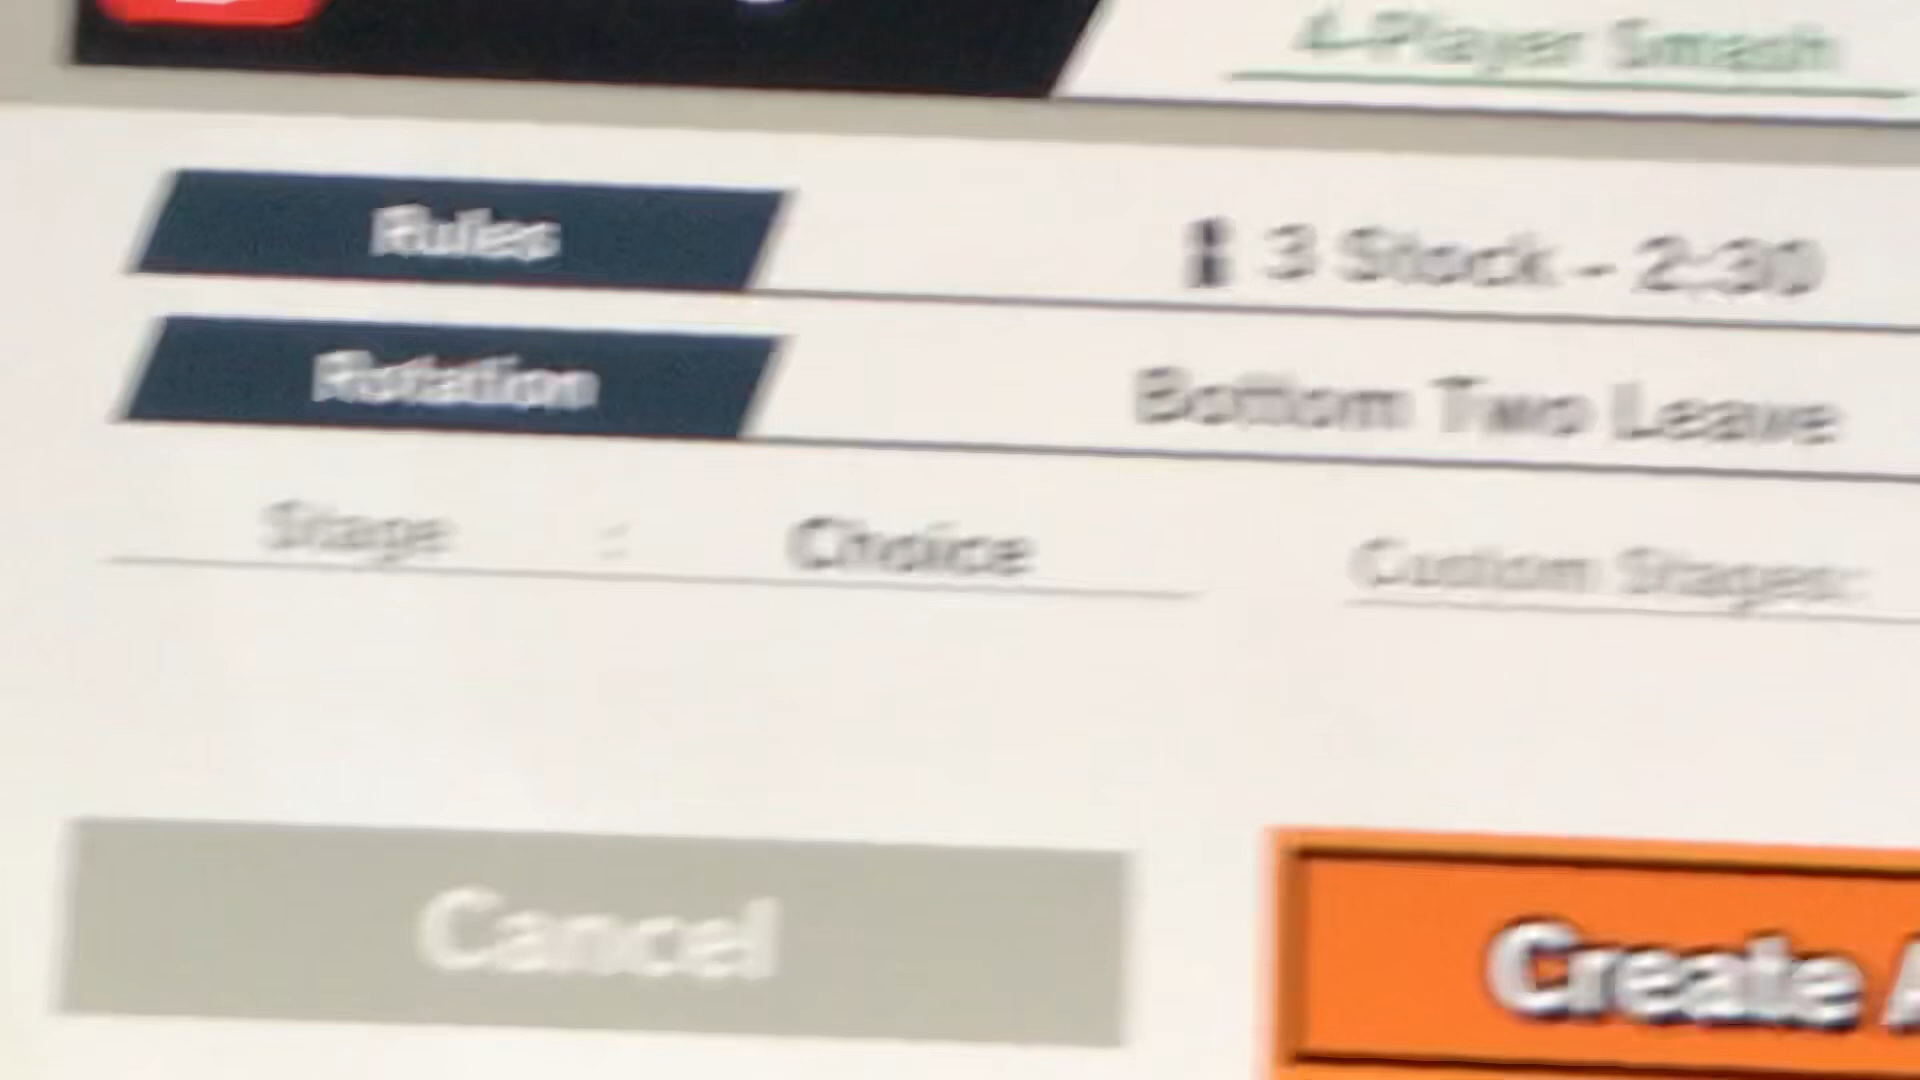 4-Player Smash
Rules 3 Stock - 2:30
Rotation Bottom Two Leave
Stage : Choice Custom Stages:
Cancel Create